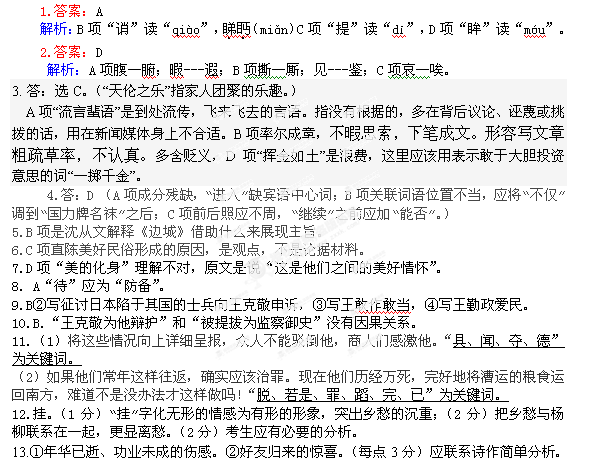 1.答案：A
解析：B项“诮”读“qiào”,睇眄(miǎn)C项“提”读“dī”,D项“眸”读“móu”。
2.答案：D
解析：A项腹—腑；暇---遐；B项撕—厮；见---鉴；C项哀—唉。
3.答：选C。（“天伦之乐”指家人团聚的乐趣。）
A项“流言蜚语”是到处流传，飞来飞去的言语。指没有根据的，多在背后议论、诬蔑或挑
拨的话，用在新闻媒体身上不合适。B项率尔成章，不暇思索，下笔成文。形容写文章
粗疏草率，不认真。多含贬义，D 项“挥金如土”是浪费，这里应该用表示敢于大胆投资
意思的词“一掷千金”。
4.答：D （A项成分残缺，“进入”缺宾语中心词；B项关联词语位置不当，应将“不仅”
调到“国力牌名袜”之后；C项前后照应不周，“继续”之前应加“能否”。）
5.B项是沈从文解释《边城》借助什么来展现主旨。
6.C项直陈美好民俗形成的原因，是观点，不是论据材料。
7.D项“美的化身”理解不对，原文是说“这是他们之间的美好情怀”。
8. A“待”应为“防备”。
9.B②写征讨日本陷于其国的士兵向王克敬申诉，③写王敢作敢当，④写王勤政爱民。
10.B.“王克敬为他辩护”和“被提拔为监察御史”没有因果关系。
11.（1）将这些情况向上详细呈报，众人不能驳倒他，商人们感激他。“具、闻、夺、德”
为关键词。
（2）如果他们常年这样往返，确实应该治罪。现在他们历经万死，完好地将漕运的粮食运
回南方，难道不是没办法才这样做吗！“脱、若是、罪、蹈、完、已”为关键词。
12.挂。（1分）“挂”字化无形的情感为有形的形象，突出乡愁的沉重；（2分）把乡愁与杨
柳联系在一起，更显离愁。（2分）考生应有必要的分析。
13.①年华已逝、功业未成的伤感。②好友归来的惊喜。（每点3分）应联系诗作简单分析。